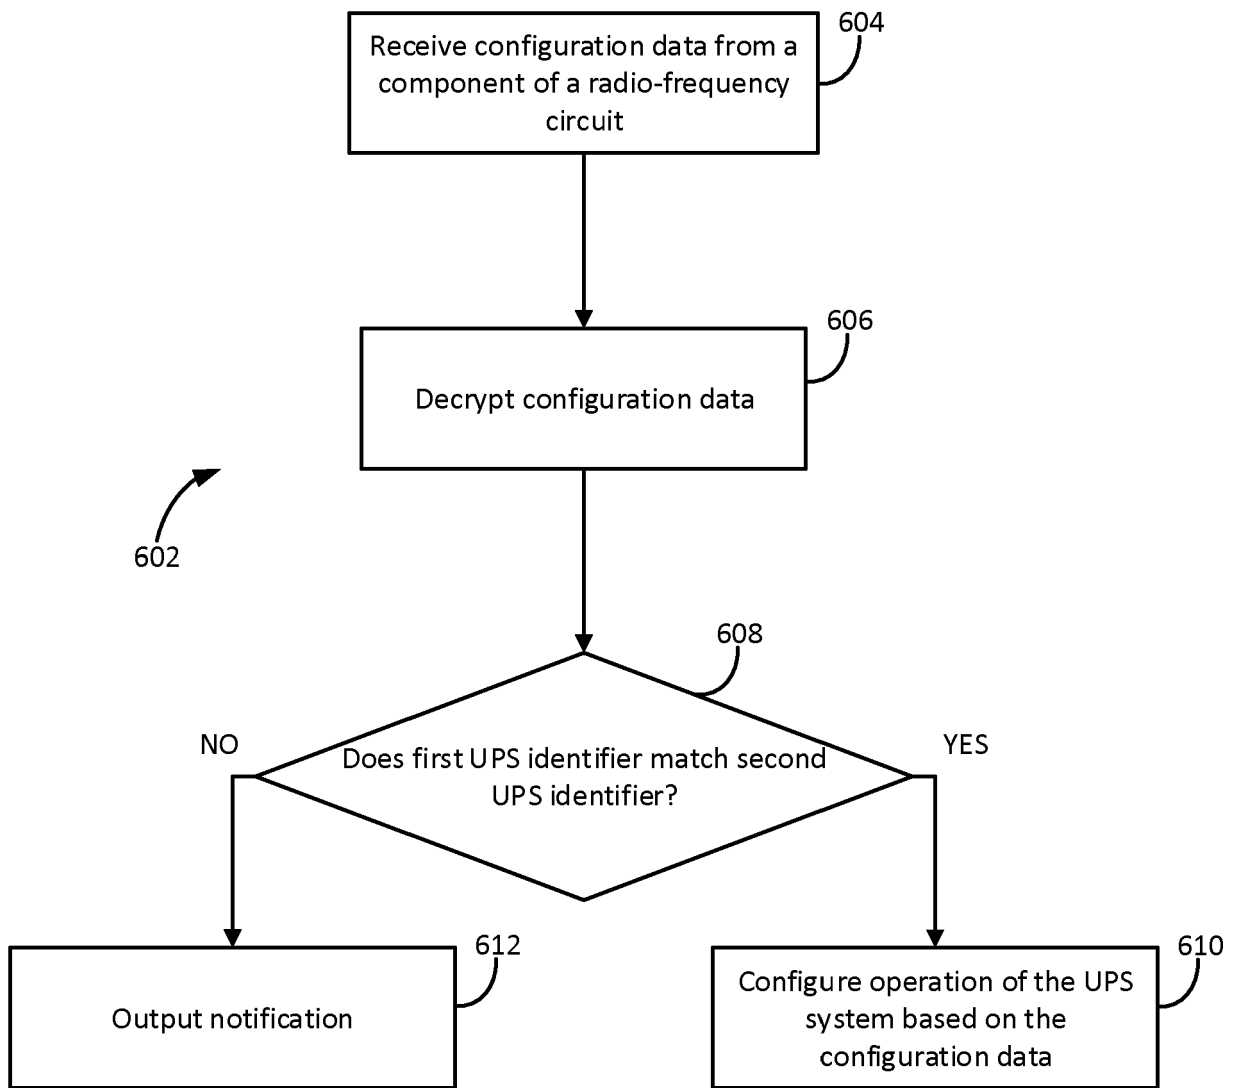 604
Receive configuration data from a
component of a radio-frequency
circuit
606
Decrypt configuration data
602
608
NO
YES
Does first UPS identifier match second
UPS identifier?
612
610
Output notification
Configure operation of the UPS
system based on the
configuration data